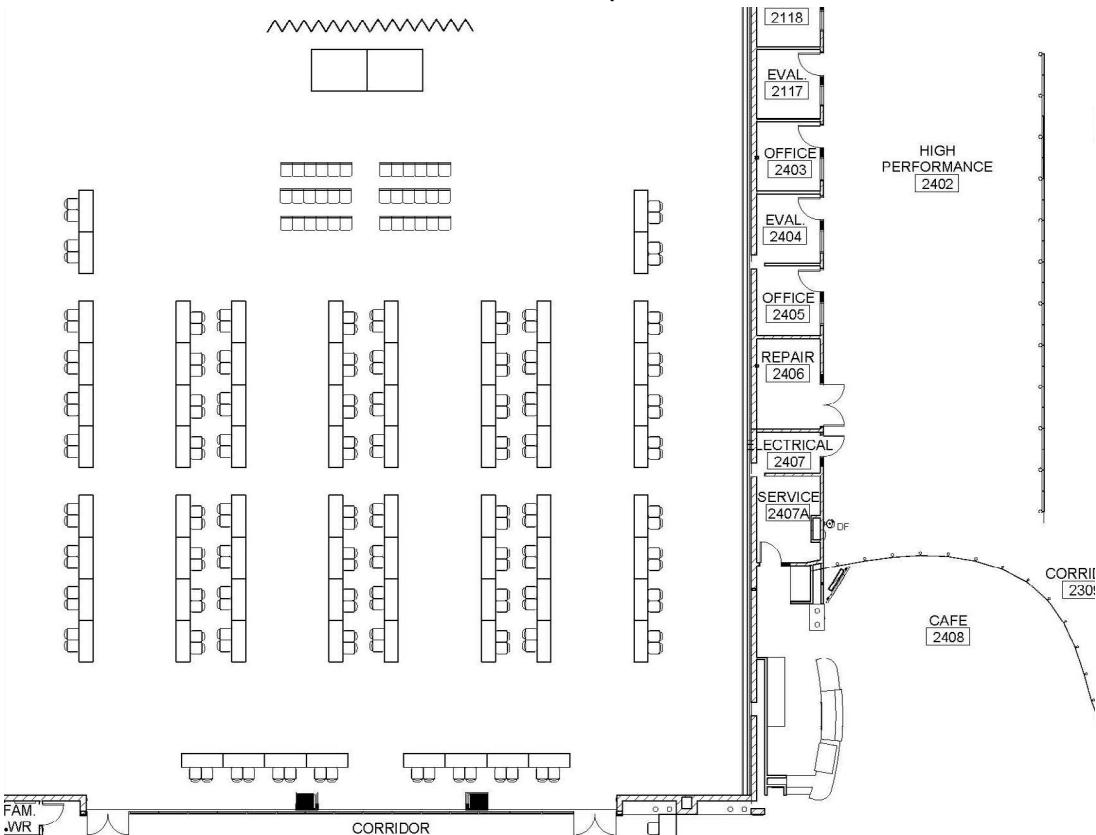 2118
EVAL.
2117
OFFICE
2403
HIGH
PERFORMANCE
2402
EVAL.
2404
OFFICE
2405
REPAIR
2406
ELECTRICAL
2407
SERVICE
2407A
DF
CAFE
2408
FAM.
WR
CORRIDOR